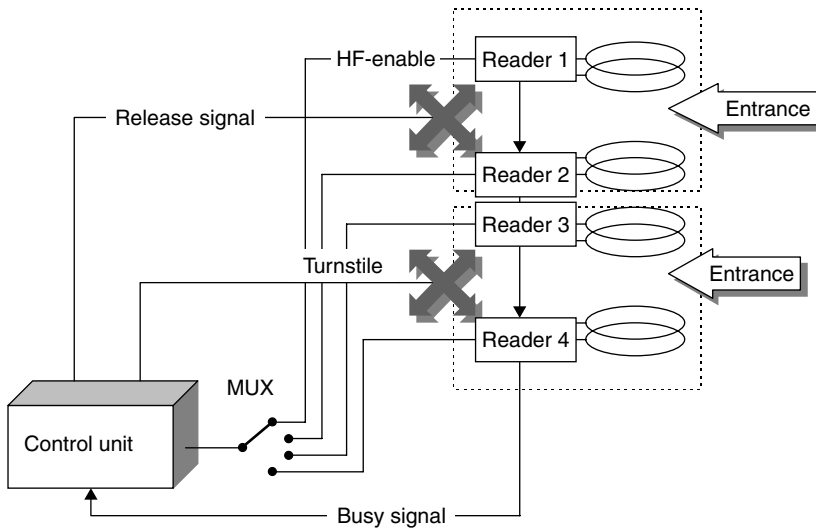 HF-enable
Reader 1
Entrance
Release signal
Reader 2
Reader 3
Turnstile
Entrance
Reader 4
MUX
Control unit
Busy signal